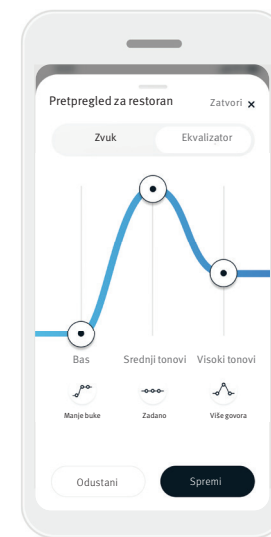 Pretpregled za restoran Zatvori ×
Zvuk Ekvalizator
Bas Srednji tonovi Visoki tonovi
Manje buke Zadano Više govora
Odustani Spremi